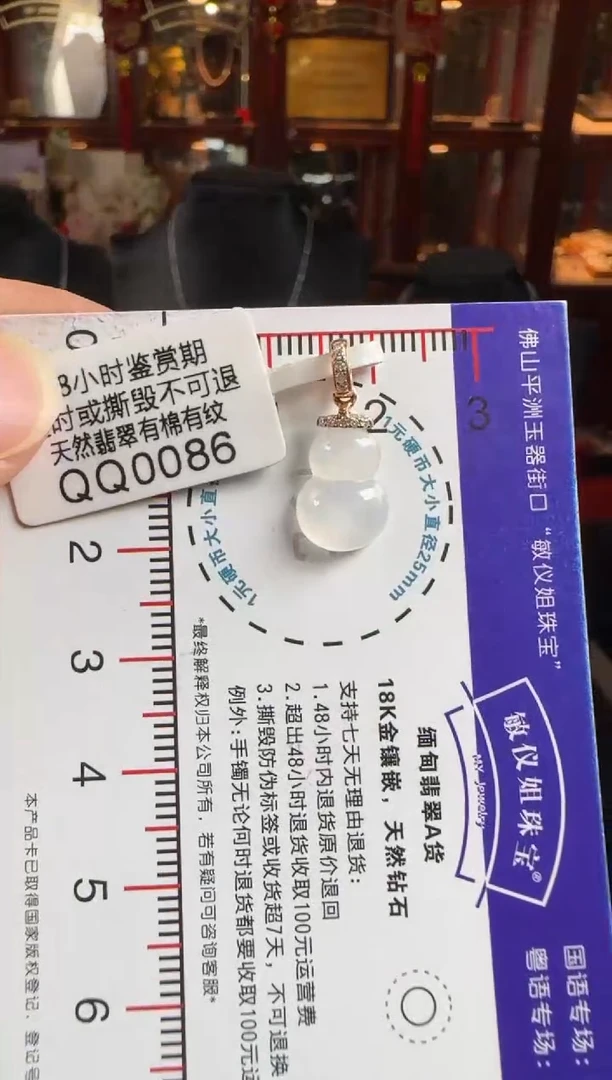 8小时鉴赏期
时或撕毁不可退
天然翡翠有棉有纹
QQ0086
0
2
3
1元硬币大小直径25mm
1元硬币大小直
2
3
4
5
6
佛山平洲玉器街口“敏仪姐珠宝”
敏仪姐珠宝®
MY Jewelry
国语专场:
粤语专场:
缅甸翡翠A货
18K金镶嵌,天然钻石
支持七天无理由退货:
1.48小时内退货原价退回
2.超出48小时退货收取100元运营费
3.撕毁防伪标签或收货超7天,不可退换
例外:手镯无论何时退货都要收取100元运
*最终解释权归本公司所有,若有疑问可咨询客服*
本产品卡已取得国家版权登记,登记号